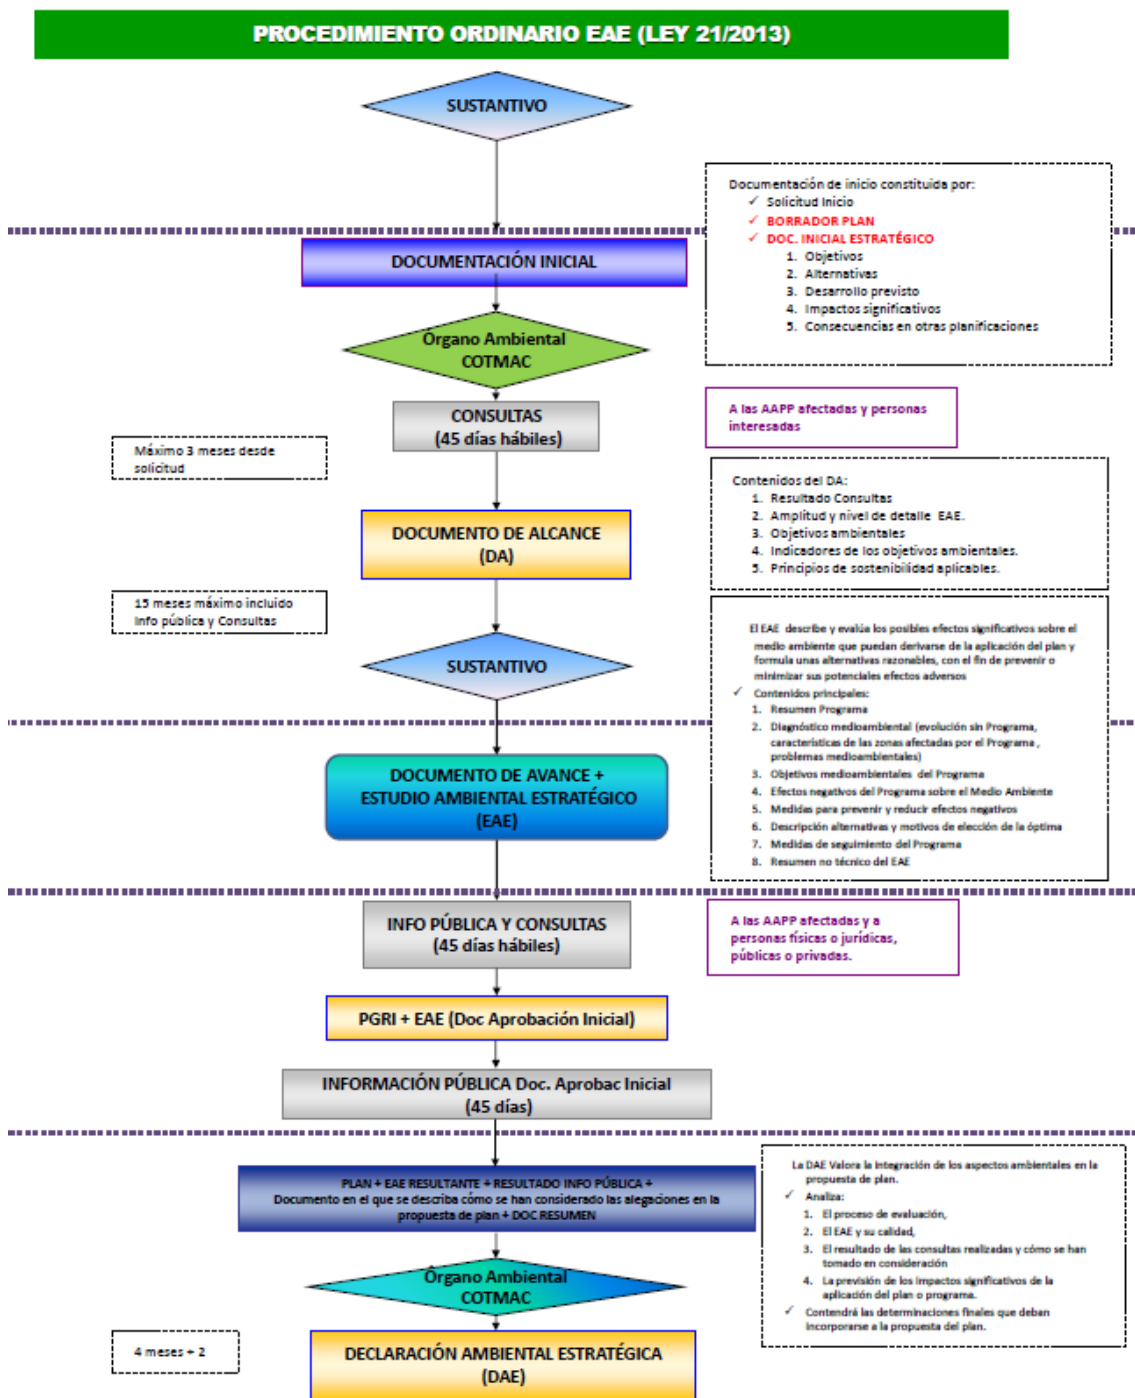 PROCEDIMIENTO ORDINARIO EAE (LEY 21/2013)
SUSTANTIVO
Documentación de inicio constituida por:
✓ Solicitud Inicio
✓ BORRADOR PLAN
✓ DOC. INICIAL ESTRATÉGICO
1. Objetivos
2. Alternativas
3. Desarrollo previsto
4. Impactos significativos
5. Consecuencias en otras planificaciones
DOCUMENTACIÓN INICIAL
Órgano Ambiental
COTMAC
CONSULTAS
(45 días hábiles)
A las AAPP afectadas y personas
interesadas
Máximo 3 meses desde
solicitud
Contenidos del DA:
1. Resultado Consultas
2. Amplitud y nivel de detalle EAE.
3. Objetivos ambientales
4. Indicadores de los objetivos ambientales.
5. Principios de sostenibilidad aplicables.
DOCUMENTO DE ALCANCE
(DA)
15 meses máximo incluido
Info pública y Consultas
SUSTANTIVO
El EAE describe y evalúa los posibles efectos significativos sobre el
medio ambiente que puedan derivarse de la aplicación del plan y
formula unas alternativas razonables, con el fin de prevenir o
minimizar sus potenciales efectos adversos
✓ Contenidos principales:
1. Resumen Programa
2. Diagnóstico medioambiental (evolución sin Programa,
características de las zonas afectadas por el Programa ,
problemas medioambientales)
3. Objetivos medioambientales del Programa
4. Efectos negativos del Programa sobre el Medio Ambiente
5. Medidas para prevenir y reducir efectos negativos
6. Descripción alternativas y motivos de elección de la óptima
7. Medidas de seguimiento del Programa
8. Resumen no técnico del EAE
DOCUMENTO DE AVANCE +
ESTUDIO AMBIENTAL ESTRATÉGICO
(EAE)
INFO PÚBLICA Y CONSULTAS
(45 días hábiles)
A las AAPP afectadas y a
personas físicas o jurídicas,
públicas o privadas.
PGRI + EAE (Doc Aprobación Inicial)
INFORMACIÓN PÚBLICA Doc. Aprobac Inicial
(45 días)
PLAN + EAE RESULTANTE + RESULTADO INFO PÚBLICA +
Documento en el que se describa cómo se han considerado las alegaciones en la
propuesta de plan + DOC RESUMEN
La DAE Valora la integración de los aspectos ambientales en la
propuesta de plan.
✓ Analiza:
1. El proceso de evaluación,
2. El EAE y su calidad,
3. El resultado de las consultas realizadas y cómo se han
tomado en consideración
4. La previsión de los impactos significativos de la
aplicación del plan o programa.
✓ Contendrá las determinaciones finales que deban
incorporarse a la propuesta del plan.
Órgano Ambiental
COTMAC
4 meses + 2
DECLARACIÓN AMBIENTAL ESTRATÉGICA
(DAE)